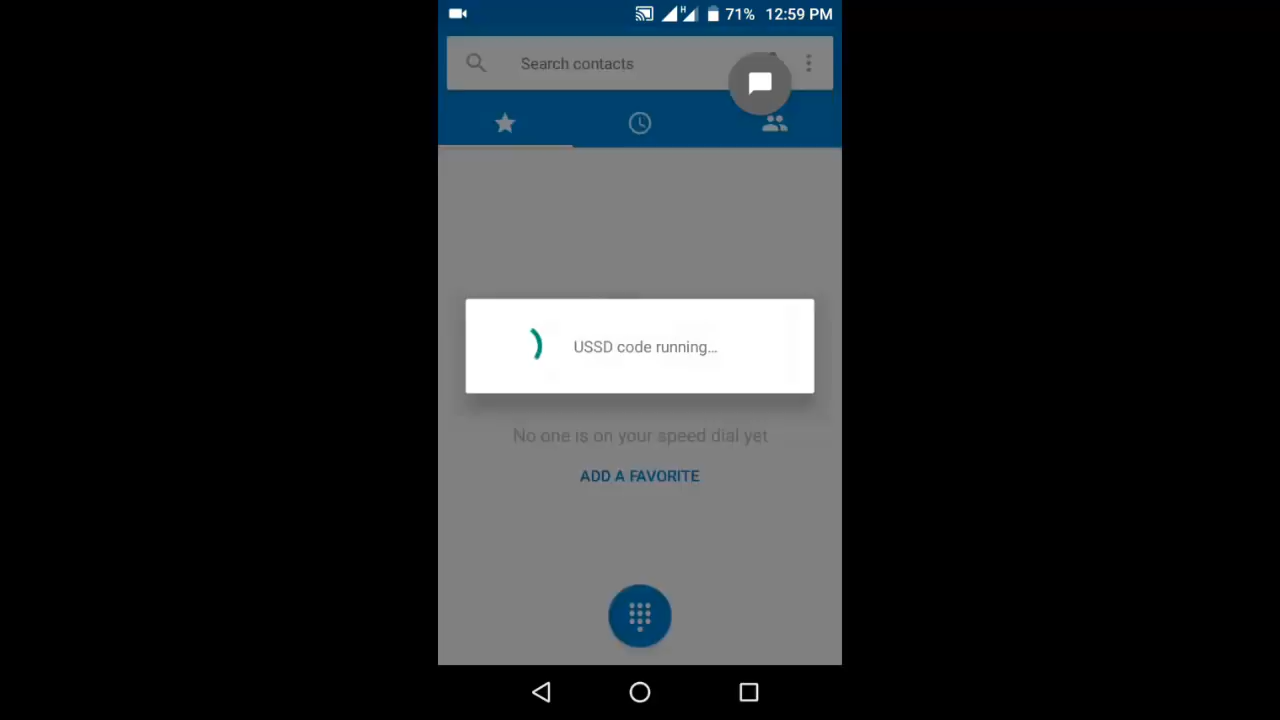 H 71% 12:59 PM
Search contacts
USSD code running...
No one is on your speed dial yet
ADD A FAVORITE